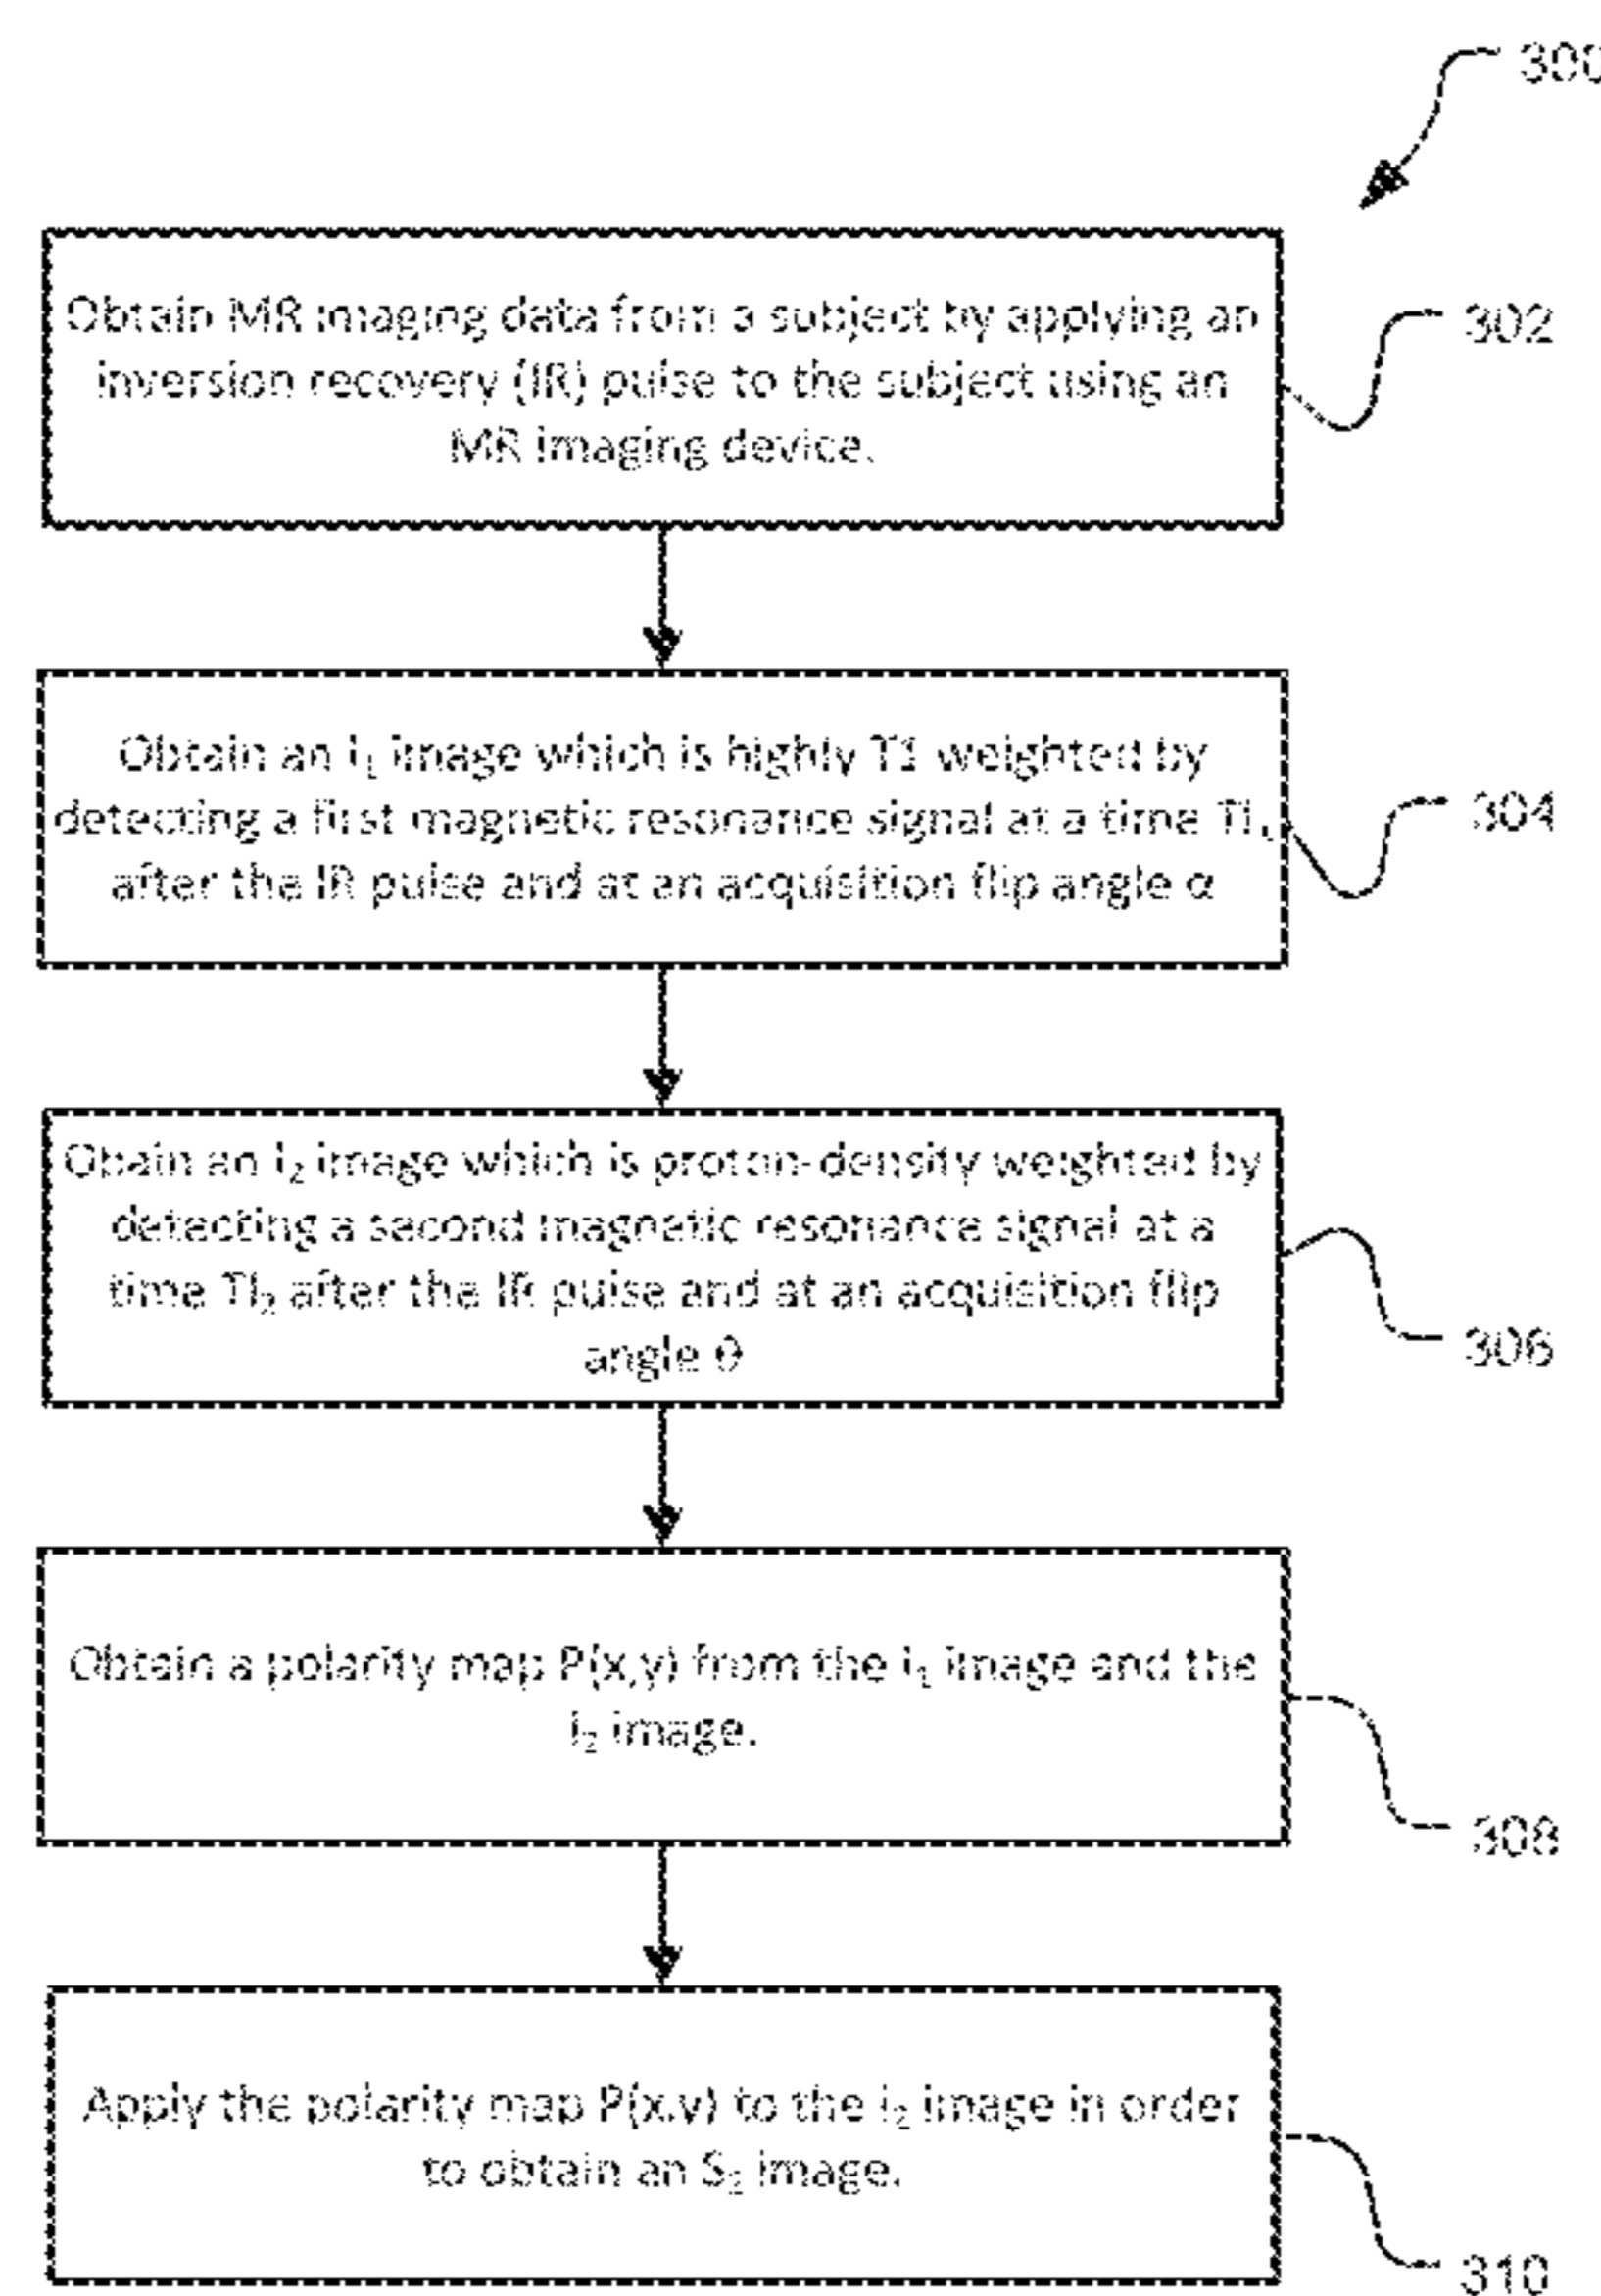 300
Obtain MR imaging data from a subject by applying an
inversion recovery (IR) pulse to the subject using an
MR imaging device.
302
Obtain an I₁ image which is highly T1 weighted by
detecting a first magnetic resonance signal at a time TI₁
after the IR pulse and at an acquisition flip angle α
304
Obain an I₂ image which is proton-density weighted by
detecting a second magnetic resonance signal at a
time TI₂ after the IR pulse and at an acquisition flip
angle θ
306
Obtain a polarity map P(x,y) from the I₁ image and the
I₂ image.
308
Apply the polarity map P(x,y) to the I₂ image in order
to obtain an S₂ image.
310